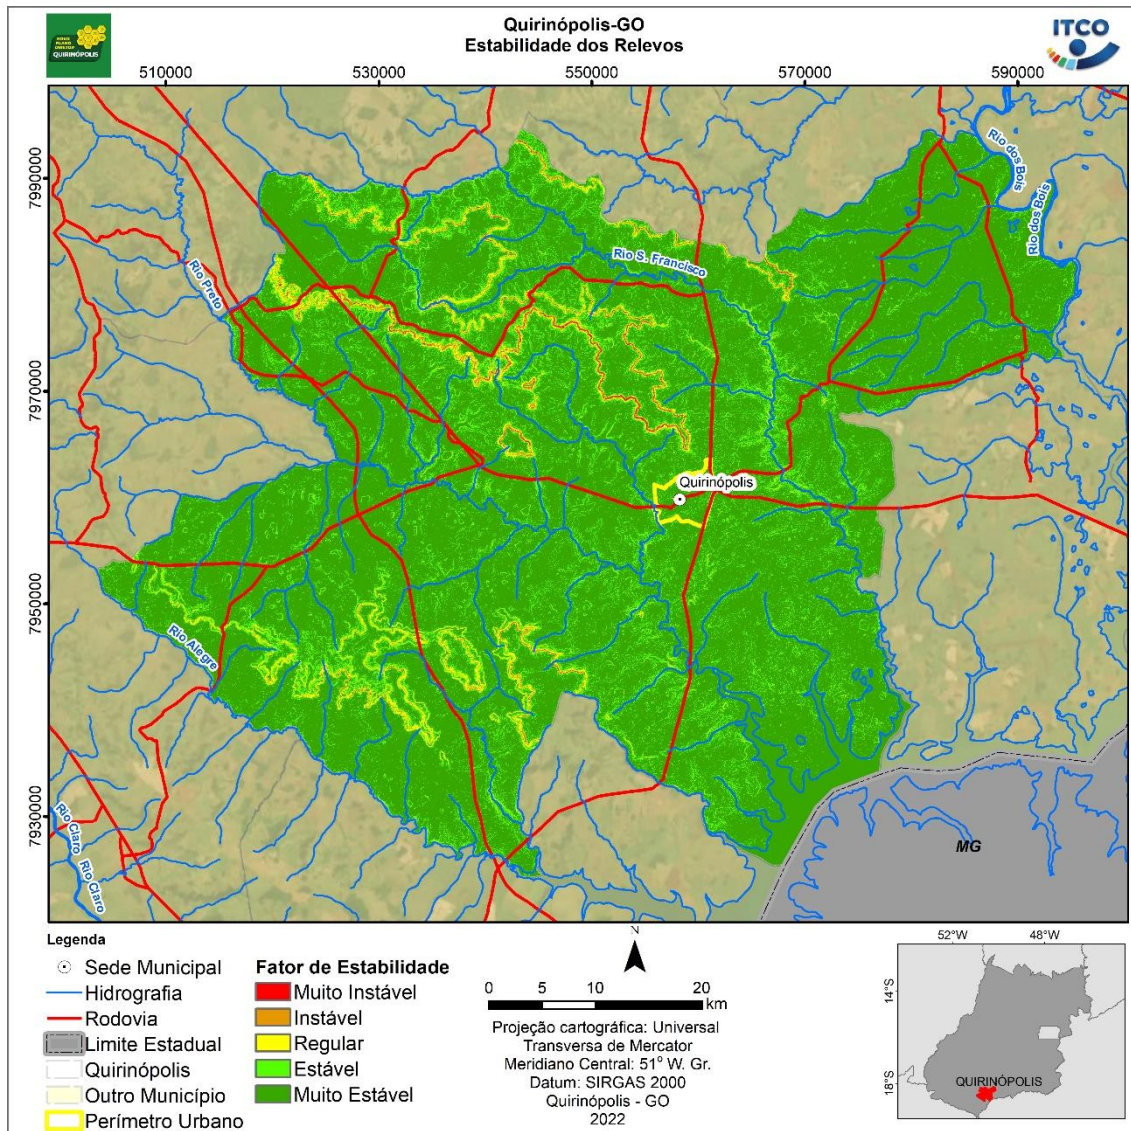 Quirinópolis-GO
Estabilidade dos Relevos
QUIRINÓPOLIS
ITCO
510000
530000
550000
570000
590000
7990000
7970000
7950000
7930000
Rio dos Bois
Rio dos Bois
Rio S. Francisco
Rio Preto
Quirinópolis
Rio Alegre
Rio Claro
Rio Claro
MG
Legenda
Sede Municipal
Hidrografia
Rodovia
Limite Estadual
Quirinópolis
Outro Município
Perímetro Urbano
Fator de Estabilidade
Muito Instável
Instável
Regular
Estável
Muito Estável
N
0 5 10 20
km
Projeção cartográfica: Universal
Transversa de Mercator
Meridiano Central: 51° W. Gr.
Datum: SIRGAS 2000
Quirinópolis - GO
2022
52°W
48°W
14°S
18°S
QUIRINÓPOLIS